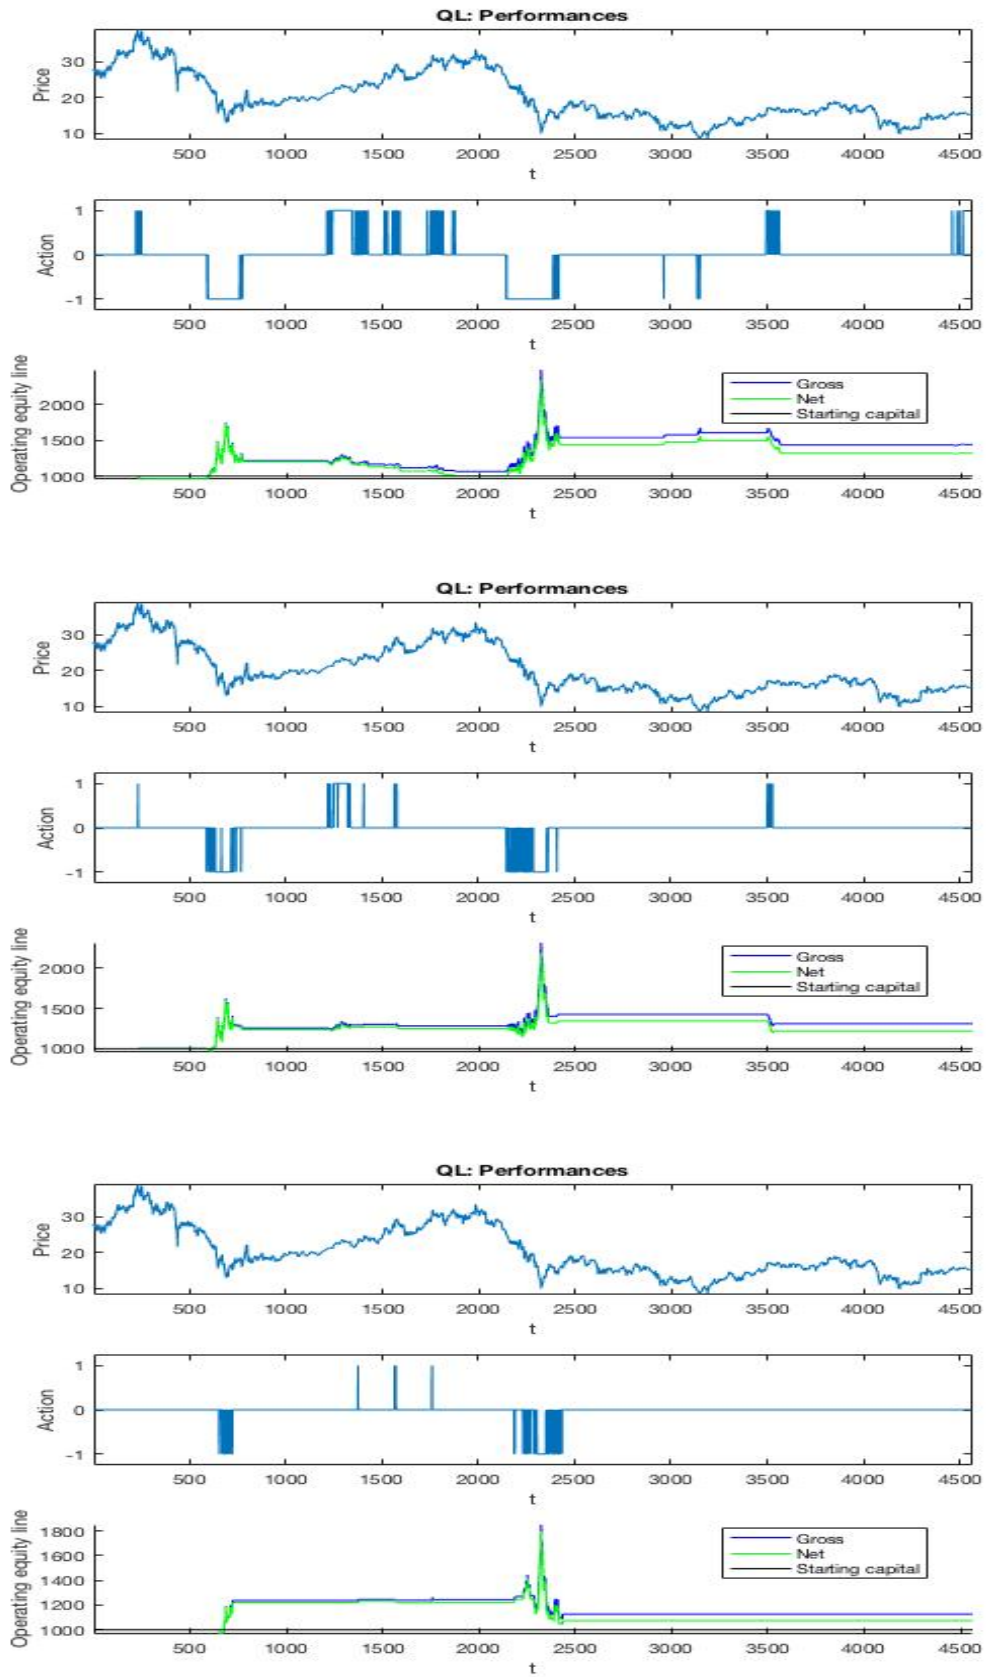 QL: Performances
Price
30
20
10
500 1000 1500 2000 2500 3000 3500 4000 4500
t
Action
1
0
-1
500 1000 1500 2000 2500 3000 3500 4000 4500
t
Operating equity line
2000
1500
1000
Gross
Net
Starting capital
500 1000 1500 2000 2500 3000 3500 4000 4500
t
QL: Performances
Price
30
20
10
500 1000 1500 2000 2500 3000 3500 4000 4500
t
Action
1
0
-1
500 1000 1500 2000 2500 3000 3500 4000 4500
t
Operating equity line
2000
1500
1000
Gross
Net
Starting capital
500 1000 1500 2000 2500 3000 3500 4000 4500
t
QL: Performances
Price
30
20
10
500 1000 1500 2000 2500 3000 3500 4000 4500
t
Action
1
0
-1
500 1000 1500 2000 2500 3000 3500 4000 4500
t
Operating equity line
1800
1600
1400
1200
1000
Gross
Net
Starting capital
500 1000 1500 2000 2500 3000 3500 4000 4500
t